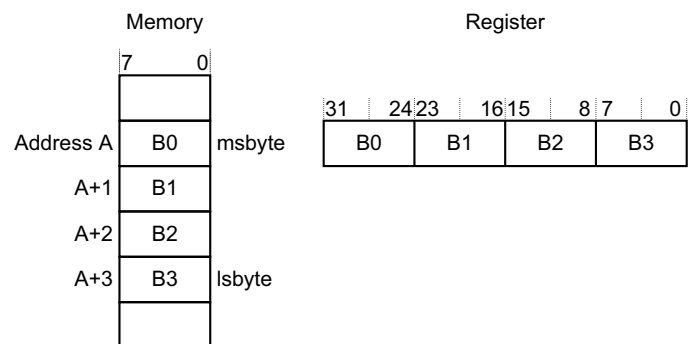 Memory Register
7 0
31 24 23 16 15 8 7 0
Address A B0 msbyte B0 B1 B2 B3
A+1 B1
A+2 B2
A+3 B3 lsbyte